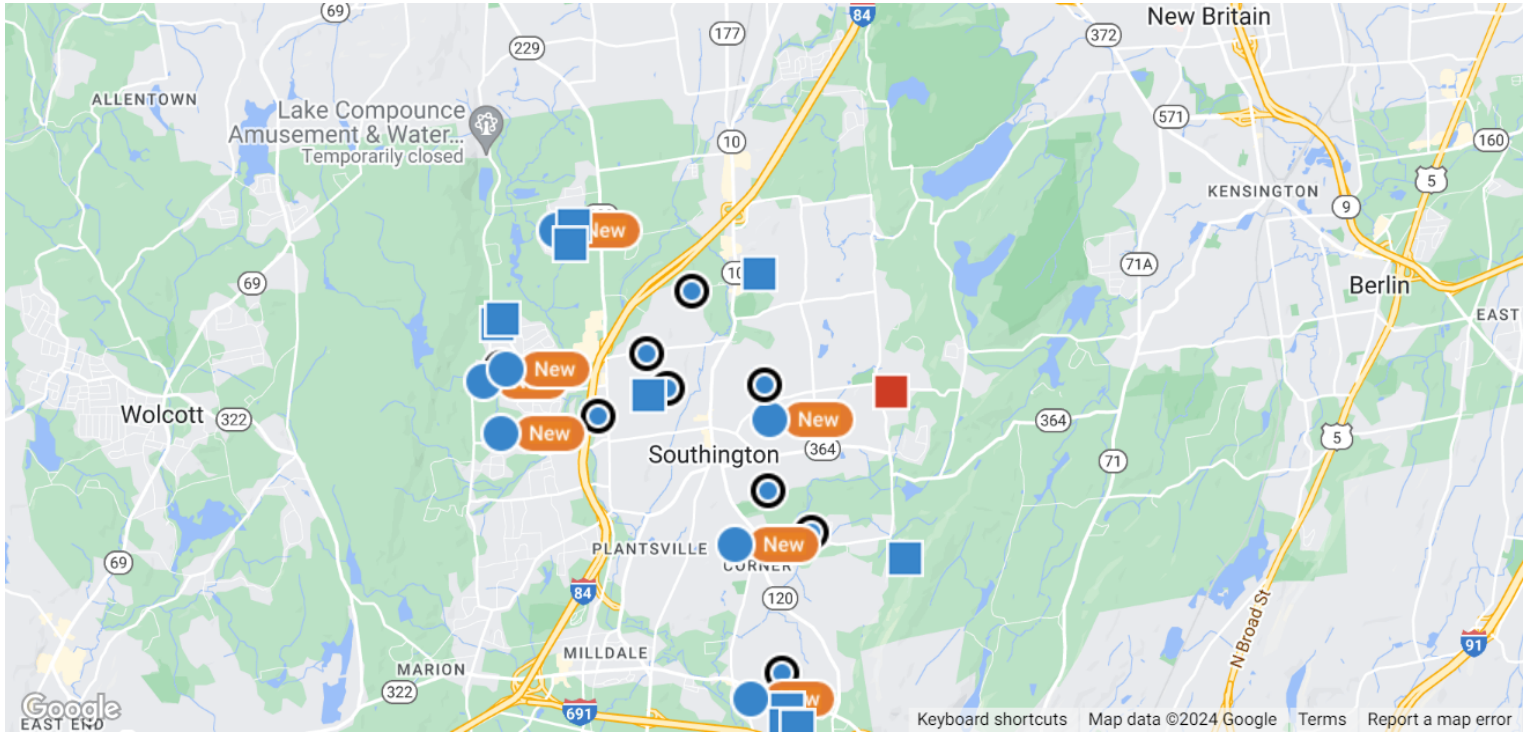 69
84
New Britain
177
372
229
ALLENTOWN
Lake Compounce
Amusement & Water...
Temporarily closed
571
10
160
5
KENSINGTON
9
New
71A
10
69
Berlin
EAST
New
Wolcott
322
New
New
364
5
Southington
364
71
New
PLANTSVILLE
CORNER
69
84
120
N Broad St
91
MILLDALE
MARION
322
New
691
Google
EAST END
Keyboard shortcuts
Map data ©2024 Google
Terms
Report a map error